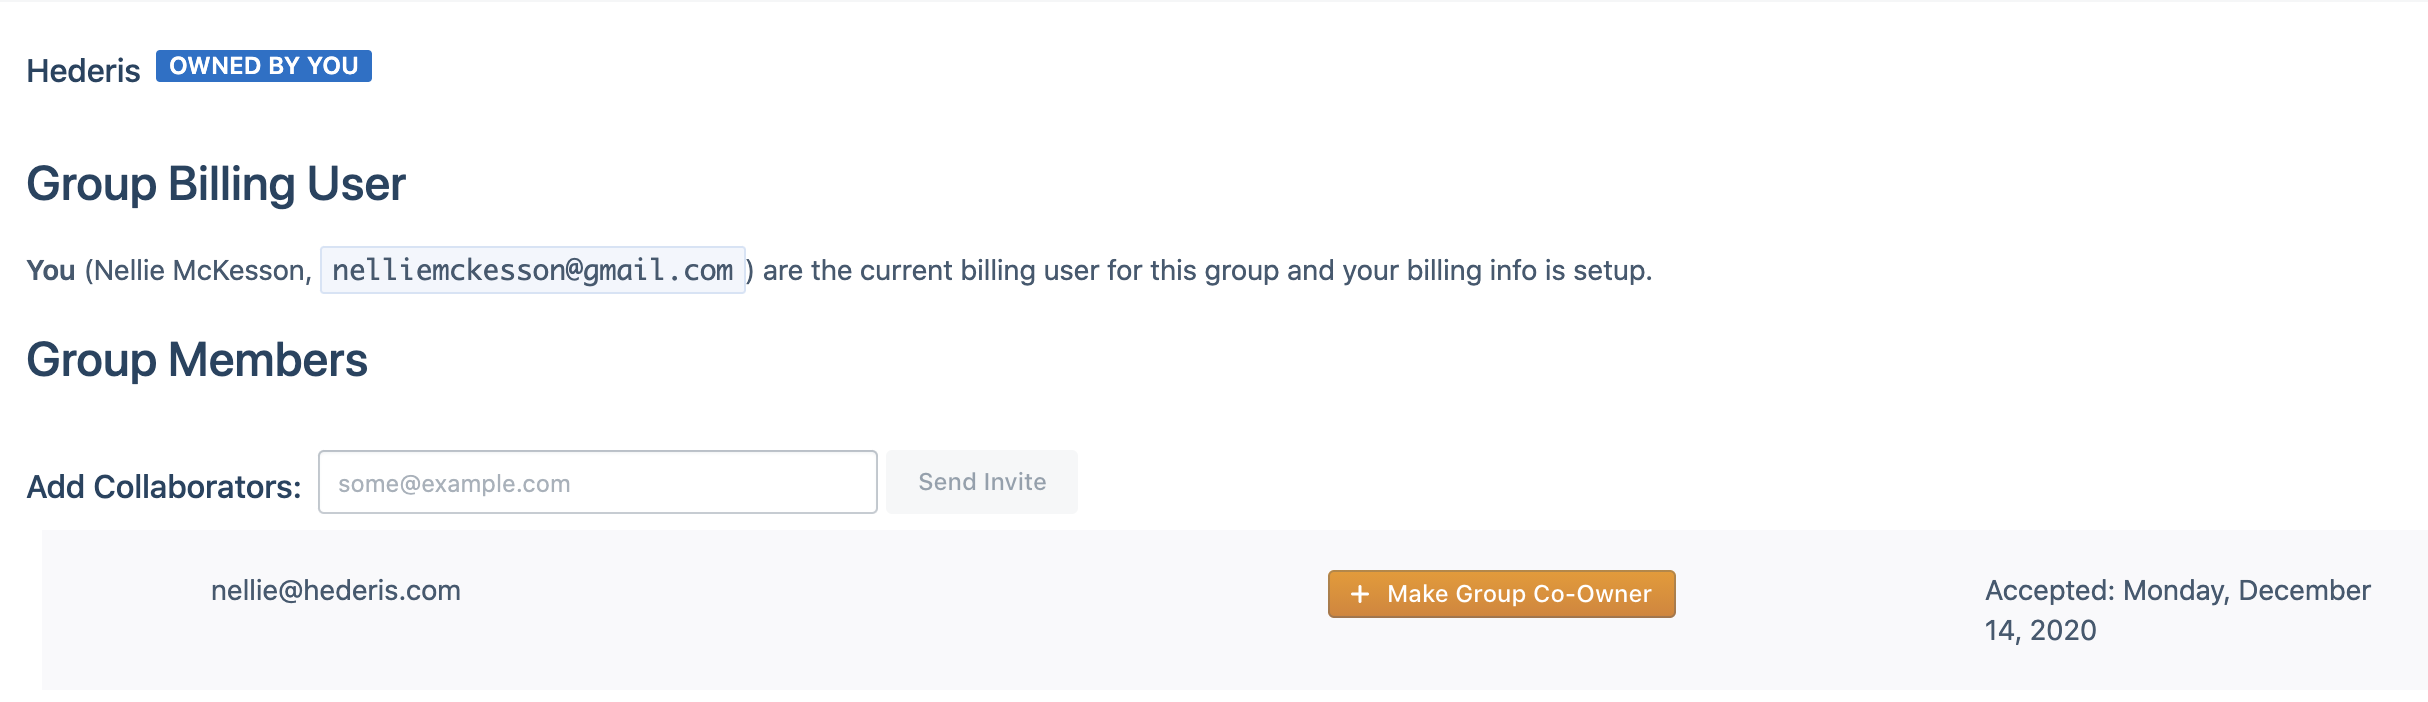 Hederis OWNED BY YOU
Group Billing User
You (Nellie McKesson, nelliemckesson@gmail.com) are the current billing user for this group and your billing info is setup.
Group Members
Add Collaborators: some@example.com Send Invite
nellie@hederis.com + Make Group Co-Owner Accepted: Monday, December
14, 2020